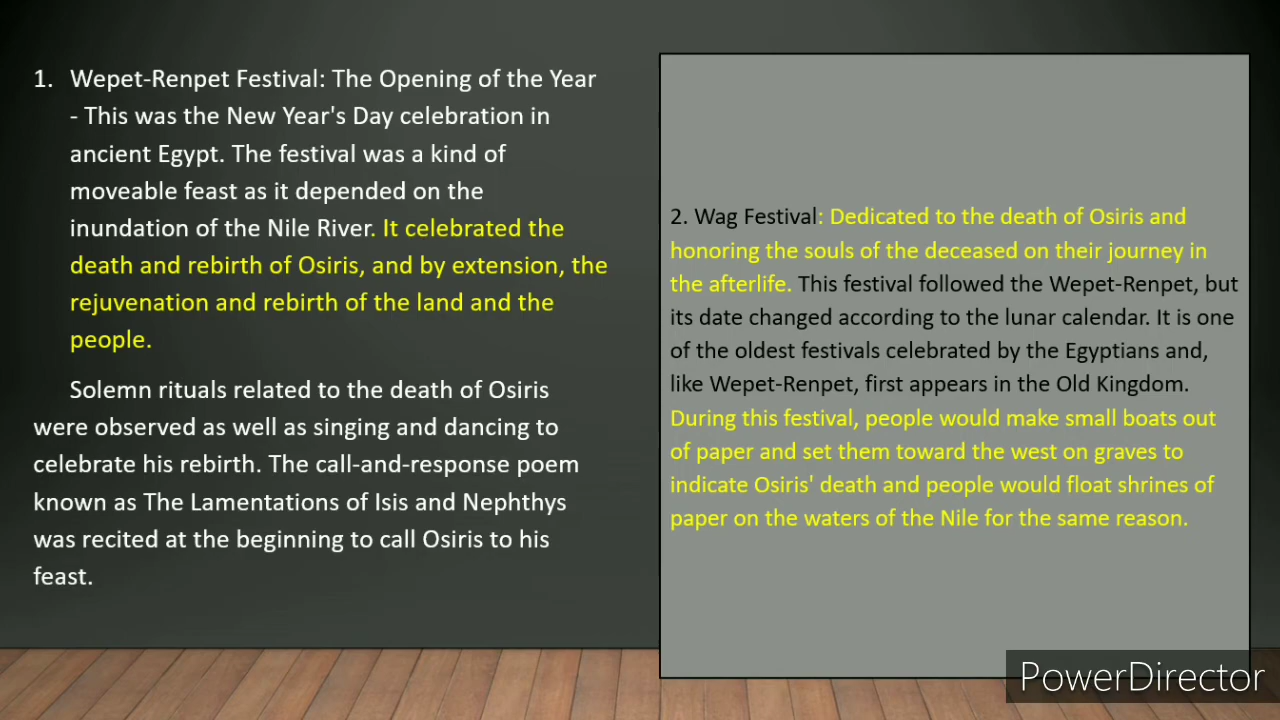 1. Wepet-Renpet Festival: The Opening of the Year
- This was the New Year's Day celebration in
ancient Egypt. The festival was a kind of
moveable feast as it depended on the
inundation of the Nile River. It celebrated the
death and rebirth of Osiris, and by extension, the
rejuvenation and rebirth of the land and the
people.
Solemn rituals related to the death of Osiris
were observed as well as singing and dancing to
celebrate his rebirth. The call-and-response poem
known as The Lamentations of Isis and Nephthys
was recited at the beginning to call Osiris to his
feast.
2. Wag Festival: Dedicated to the death of Osiris and
honoring the souls of the deceased on their journey in
the afterlife. This festival followed the Wepet-Renpet, but
its date changed according to the lunar calendar. It is one
of the oldest festivals celebrated by the Egyptians and,
like Wepet-Renpet, first appears in the Old Kingdom.
During this festival, people would make small boats out
of paper and set them toward the west on graves to
indicate Osiris' death and people would float shrines of
paper on the waters of the Nile for the same reason.
PowerDirector